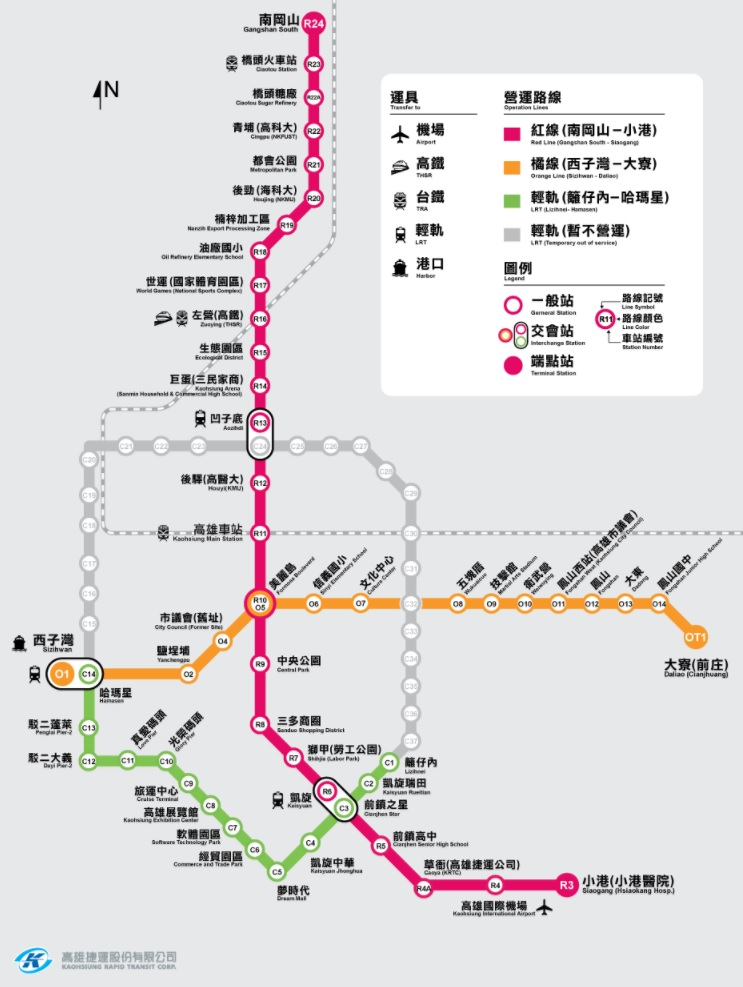 南岡山
Gangshan South
R24
橋頭火車站
Ciaotou Station
R23
N
橋頭糖廠
Ciaotou Sugar Refinery
R22A
青埔(高科大)
Cingpu (NKFUST)
R22
都會公園
Metropolitan Park
R21
後勁(海科大)
Houjing (NKMU)
R20
楠梓加工區
Nanzih Export Processing Zone
R19
油廠國小
Oil Refinery Elementary School
R18
世運(國家體育園區)
World Games (National Sports Complex)
R17
左營(高鐵)
Zuoying (THSR)
R16
生態園區
Ecological District
R15
巨蛋(三民家商)
Kaohsiung Arena
(Sanmin Household & Commercial High School)
R14
凹子底
Aozihdi
R13
運具
Transfer to
機場
Airport
高鐵
THSR
台鐵
TRA
輕軌
LRT
港口
Harbor
營運路線
Operation Lines
紅線(南岡山－小港)
Red Line (Gangshan South - Siaogang)
橘線(西子灣－大寮)
Orange Line (Sizihwan - Daliao)
輕軌(籬仔內－哈瑪星)
LRT (Lizihnei- Hamasen)
輕軌(暫不營運)
LRT (Temporary out of service)
圖例
Legend
一般站
Gerneral Station
交會站
Interchange Station
端點站
Terminal Station
R11
路線記號
Line Symbol
路線顏色
Line Color
車站編號
Station Number
C20
C21
C22
C23
C24
C25
C26
C27
C28
C29
C19
C18
C17
C16
C15
C30
C31
C32
C33
C34
C35
C36
C37
後驛(高醫大)
Houyi(KMU)
R12
高雄車站
Kaohsiung Main Station
R11
美麗島
Formosa Boulevard
R10
O5
信義國小
Sinyi Elementary School
O6
文化中心
Cultural Center
O7
五塊厝
Wukuaicuo
O8
技擊館
Martial Arts Stadium
O9
衛武營
Weiwuying
O10
鳳山西站(高雄市議會)
Fongshan West (Kaohsiung City Council)
O11
鳳山
Fongshan
O12
大東
Dadong
O13
鳳山國中
Fongshan Junior High School
O14
OT1
大寮(前庄)
Daliao (Cianjhuang)
市議會(舊址)
City Council (Former Site)
O4
鹽埕埔
Yanchengpu
O2
西子灣
Sizihwan
O1
C14
哈瑪星
Hamasen
駁二蓬萊
Penglai Pier-2
C13
駁二大義
Dayi Pier-2
C12
真愛碼頭
Love Pier
C11
光榮碼頭
Glory Pier
C10
旅運中心
Cruise Terminal
C9
高雄展覽館
Kaohsiung Exhibition Center
C8
軟體園區
Software Technology Park
C7
經貿園區
Commerce and Trade Park
C6
夢時代
Dream Mall
C5
凱旋中華
Kaisyuan Jhonghua
C4
中央公園
Central Park
R9
三多商圈
Sanduo Shopping District
R8
獅甲(勞工公園)
Shihjia (Labor Park)
R7
籬仔內
Lizihnei
C1
凱旋瑞田
Kaisyuan Rueitian
C2
凱旋
Kaisyuan
R6
C3
前鎮之星
Cianjhen Star
前鎮高中
Cianjhen Senior High School
R5
草衙(高雄捷運公司)
Caoya (KRTC)
R4A
R4
高雄國際機場
Kaohsiung International Airport
R3
小港(小港醫院)
Siaogang (Hsiaokang Hosp.)
高雄捷運股份有限公司
KAOHSIUNG RAPID TRANSIT CORP.